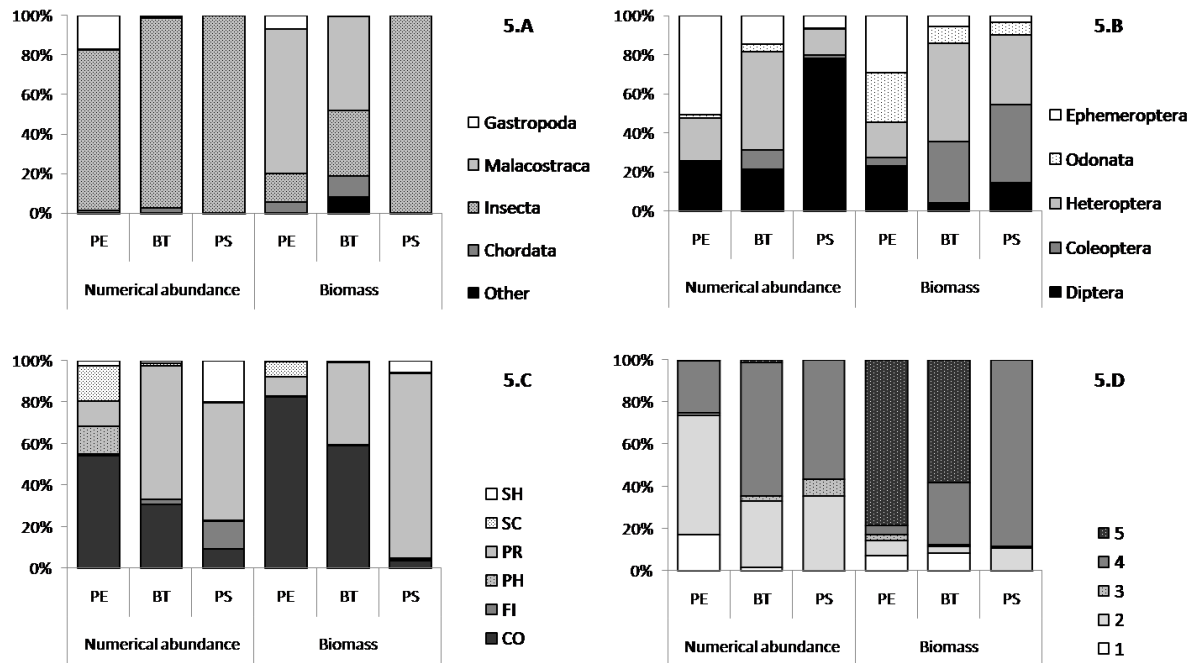 5.A
100%
80%
60%
40%
20%
0%
PE BT PS PE BT PS
Numerical abundance Biomass
Gastropoda
Malacostraca
Insecta
Chordata
Other
5.B
100%
80%
60%
40%
20%
0%
PE BT PS PE BT PS
Numerical abundance Biomass
Ephemeroptera
Odonata
Heteroptera
Coleoptera
Diptera
5.C
100%
80%
60%
40%
20%
0%
PE BT PS PE BT PS
Numerical abundance Biomass
SH
SC
PR
PH
FI
CO
5.D
100%
80%
60%
40%
20%
0%
PE BT PS PE BT PS
Numerical abundance Biomass
5
4
3
2
1